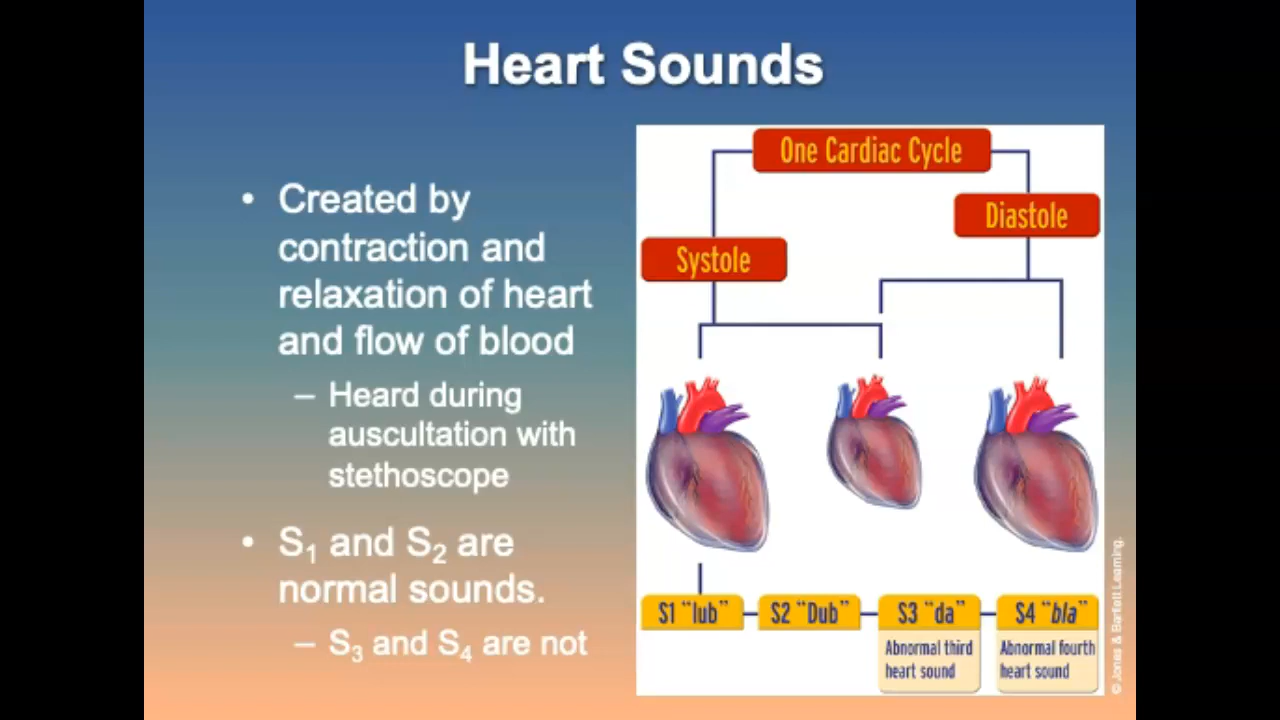 Heart Sounds
• Created by
contraction and
relaxation of heart
and flow of blood
– Heard during
auscultation with
stethoscope
• S₁ and S₂ are
normal sounds.
– S₃ and S₄ are not
One Cardiac Cycle
Diastole
Systole
S1 "lub"
S2 "Dub"
S3 "da"
S4 "bla"
Abnormal third
heart sound
Abnormal fourth
heart sound
© Jones & Bartlett Learning.